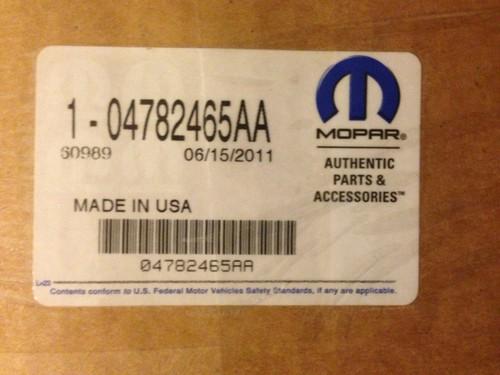 1 - 04782465AA
60989 06/15/2011
MOPAR®
AUTHENTIC
PARTS &
ACCESSORIES™
MADE IN USA
04782465AA
Contents conform to U.S. Federal Motor Vehicles Safety Standards, if any are applicable.